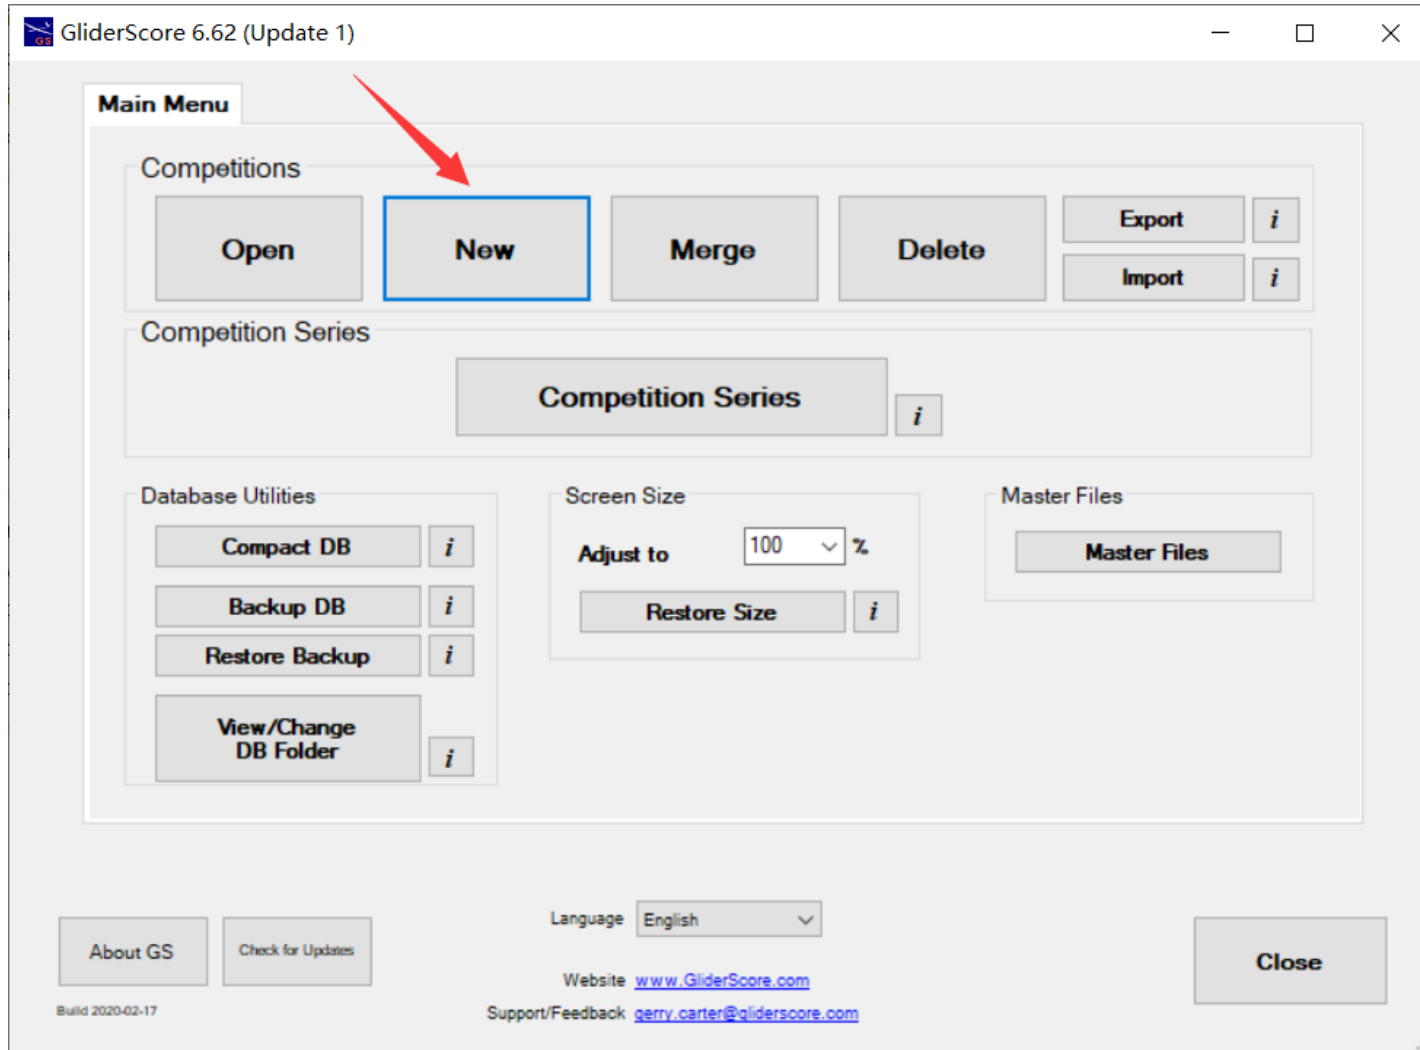 GS
GliderScore 6.62 (Update 1)
Main Menu
Competitions
Open
New
Merge
Delete
Export
i
Import
i
Competition Series
Competition Series
i
Database Utilities
Compact DB
i
Backup DB
i
Restore Backup
i
View/Change
DB Folder
i
Screen Size
Adjust to
100
%
Restore Size
i
Master Files
Master Files
About GS
Check for Updates
Build 2020-02-17
Language
English
Website www.GliderScore.com
Support/Feedback gerry.carter@gliderscore.com
Close